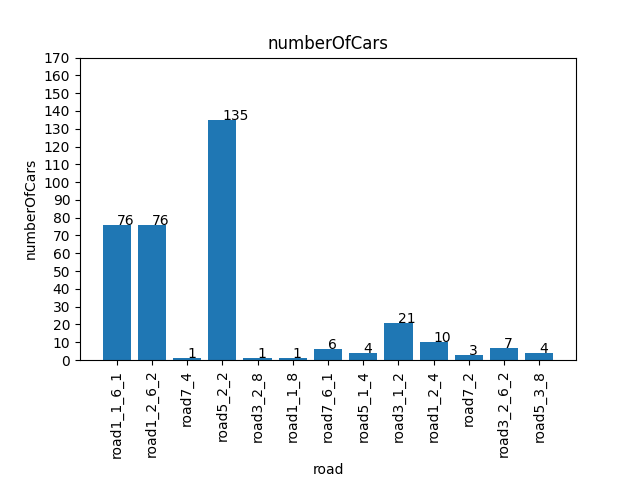 numberOfCars
numberOfCars
170
160
150
140
130
120
110
100
90
80
70
60
50
40
30
20
10
0
76
76
1
135
1
1
6
4
21
10
3
7
4
road1_1_6_1
road1_2_6_2
road7_4
road5_2_2
road3_2_8
road1_1_8
road7_6_1
road5_1_4
road3_1_2
road1_2_4
road7_2
road3_2_6_2
road5_3_8
road